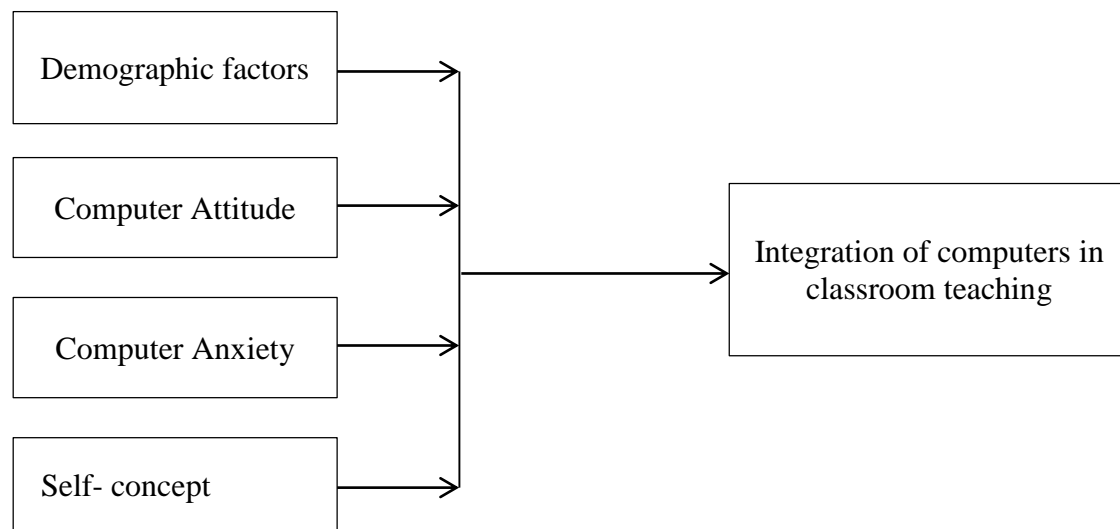 Demographic factors
Computer Attitude
Computer Anxiety
Self- concept
Integration of computers in
classroom teaching